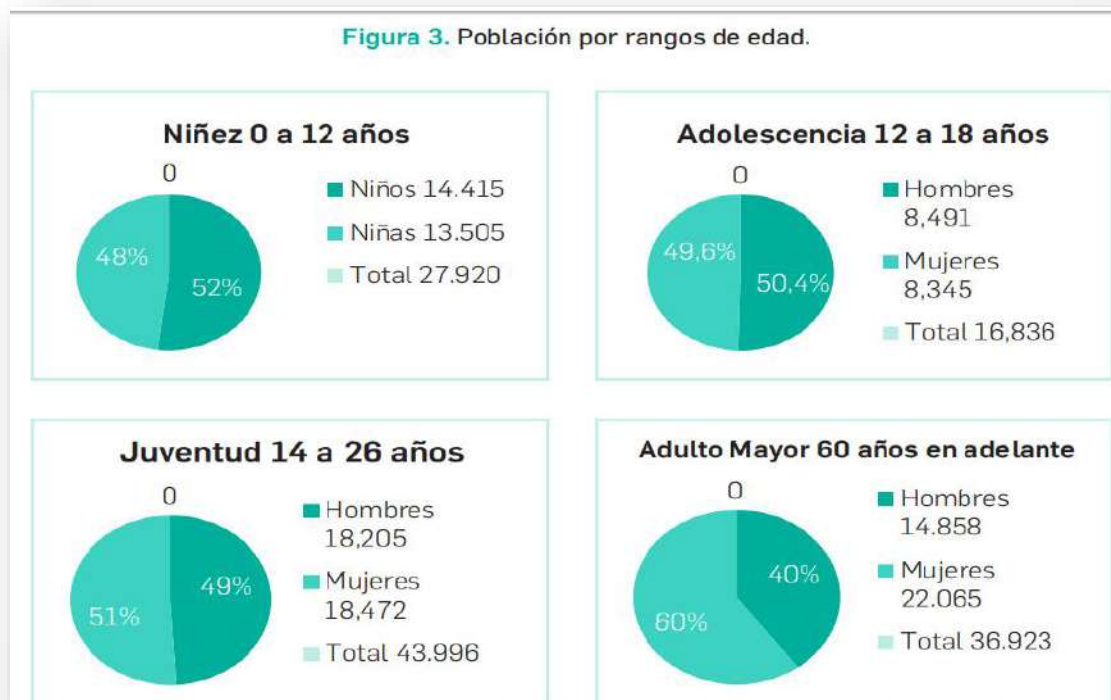 Figura 3. Población por rangos de edad.
Niñez 0 a 12 años
0
48%
52%
Niños 14.415
Niñas 13.505
Total 27.920
Adolescencia 12 a 18 años
0
49,6%
50,4%
Hombres
8,491
Mujeres
8,345
Total 16,836
Juventud 14 a 26 años
0
49%
51%
Hombres
18,205
Mujeres
18,472
Total 43.996
Adulto Mayor 60 años en adelante
0
40%
60%
Hombres
14.858
Mujeres
22.065
Total 36.923